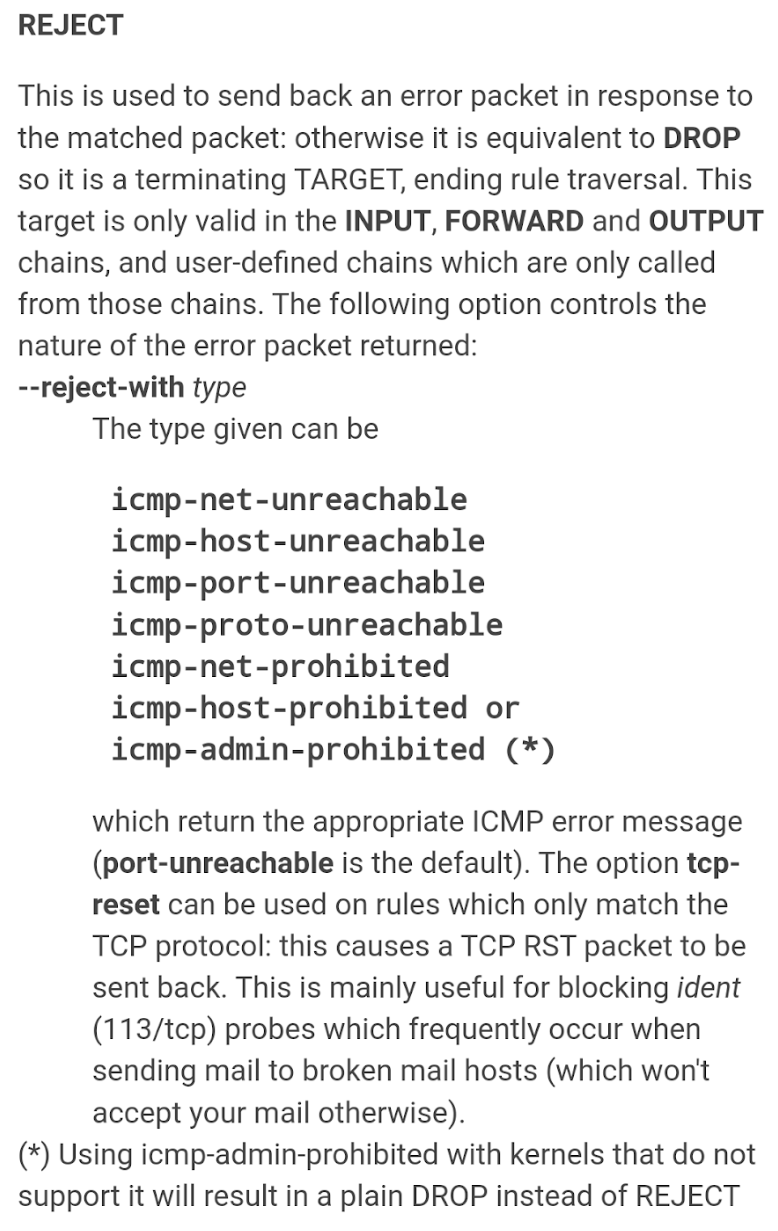 REJECT
This is used to send back an error packet in response to
the matched packet: otherwise it is equivalent to DROP
so it is a terminating TARGET, ending rule traversal. This
target is only valid in the INPUT, FORWARD and OUTPUT
chains, and user-defined chains which are only called
from those chains. The following option controls the
nature of the error packet returned:
--reject-with type
The type given can be
icmp-net-unreachable
icmp-host-unreachable
icmp-port-unreachable
icmp-proto-unreachable
icmp-net-prohibited
icmp-host-prohibited or
icmp-admin-prohibited (*)
which return the appropriate ICMP error message
(port-unreachable is the default). The option tcp-
reset can be used on rules which only match the
TCP protocol: this causes a TCP RST packet to be
sent back. This is mainly useful for blocking ident
(113/tcp) probes which frequently occur when
sending mail to broken mail hosts (which won't
accept your mail otherwise).
(*) Using icmp-admin-prohibited with kernels that do not
support it will result in a plain DROP instead of REJECT